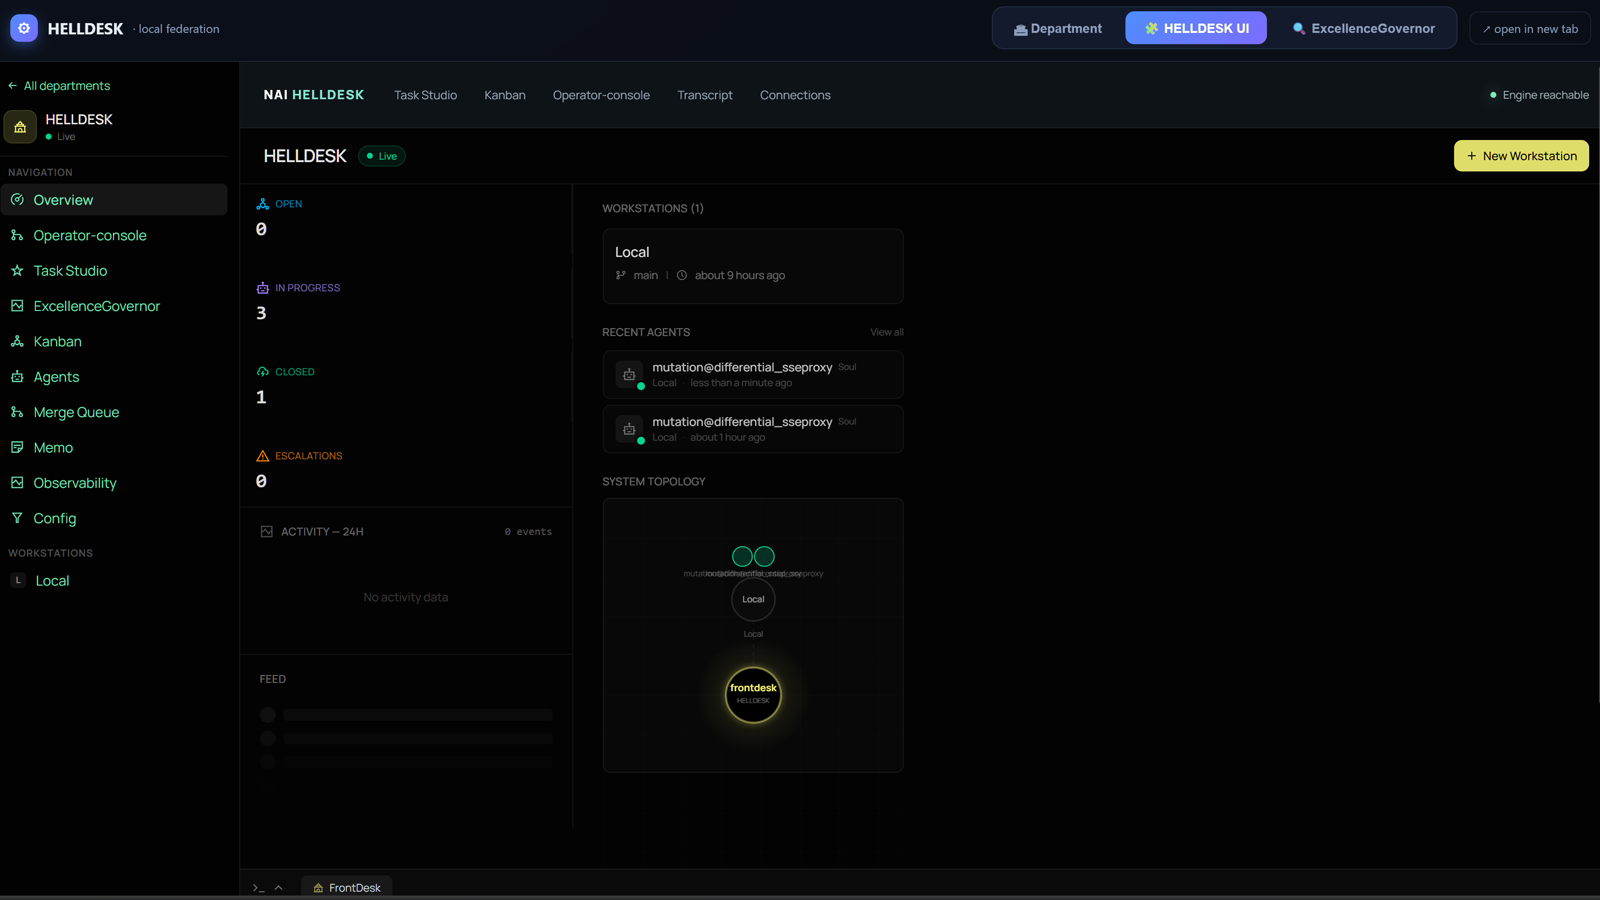 HELLDESK · local federation
Department
HELLDESK UI
ExcellenceGovernor
↗ open in new tab
← All departments
HELLDESK
Live
NAVIGATION
Overview
Operator-console
Task Studio
ExcellenceGovernor
Kanban
Agents
Merge Queue
Memo
Observability
Config
WORKSTATIONS
L Local
NAI HELLDESK
Task Studio
Kanban
Operator-console
Transcript
Connections
Engine reachable
HELLDESK
Live
+ New Workstation
OPEN
0
IN PROGRESS
3
CLOSED
1
ESCALATIONS
0
ACTIVITY — 24H
0 events
No activity data
FEED
WORKSTATIONS (1)
Local
main | about 9 hours ago
RECENT AGENTS
View all
mutation@differential_sseproxy Soul
Local · less than a minute ago
mutation@differential_sseproxy Soul
Local · about 1 hour ago
SYSTEM TOPOLOGY
Local
Local
frontdesk
HELLDESK
>_
FrontDesk